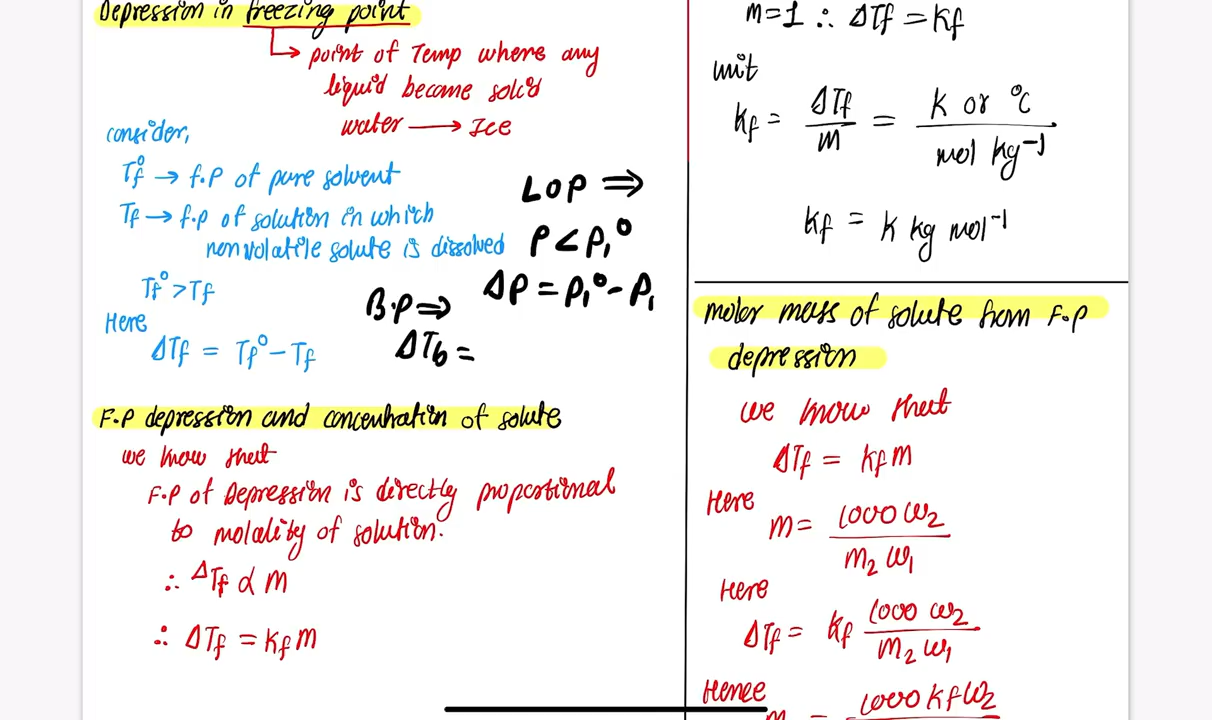 Depression in freezing point
↳ point of Temp where any
liquid become solid
water → Ice
consider,
Tf° → f.p of pure solvent
Tf → f.p of solution in which
nonvolatile solute is dissolved
Tf° > Tf
Here
ΔTf = Tf° - Tf
LOP ⇒
P < P₁°
ΔP = P₁° - P₁
B.P ⇒
ΔTb =
F.P depression and concentration of solute
we know that
F.P of Depression is directly proportional
to molality of solution.
∴ ΔTf ∝ m
∴ ΔTf = Kf m
m = 1 ∴ ΔTf = Kf
unit
Kf = ΔTf / m = K or °C / mol kg⁻¹
Kf = K kg mol⁻¹
molar mass of solute from F.P
depression
we know that
ΔTf = Kf m
Here
m = 1000 W₂ / M₂ W₁
Here
ΔTf = Kf 1000 W₂ / M₂ W₁
Hence
= 1000 Kf W₂